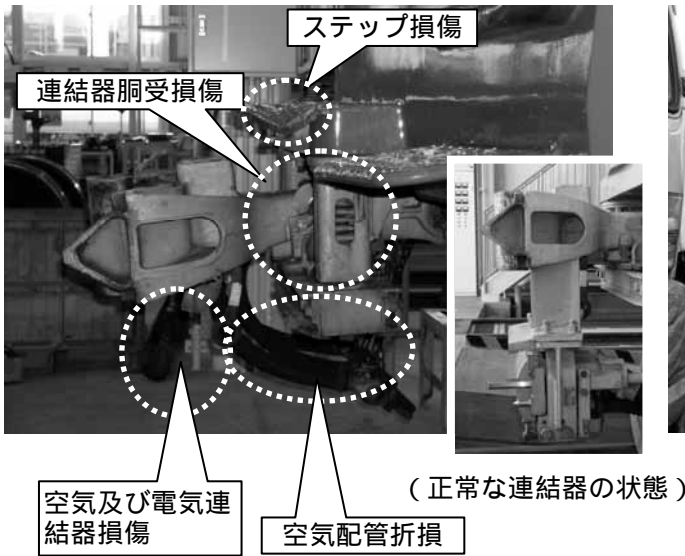 ステップ損傷
連結器胴受損傷
(正常な連結器の状態)
空気及び電気連
結器損傷
空気配管折損